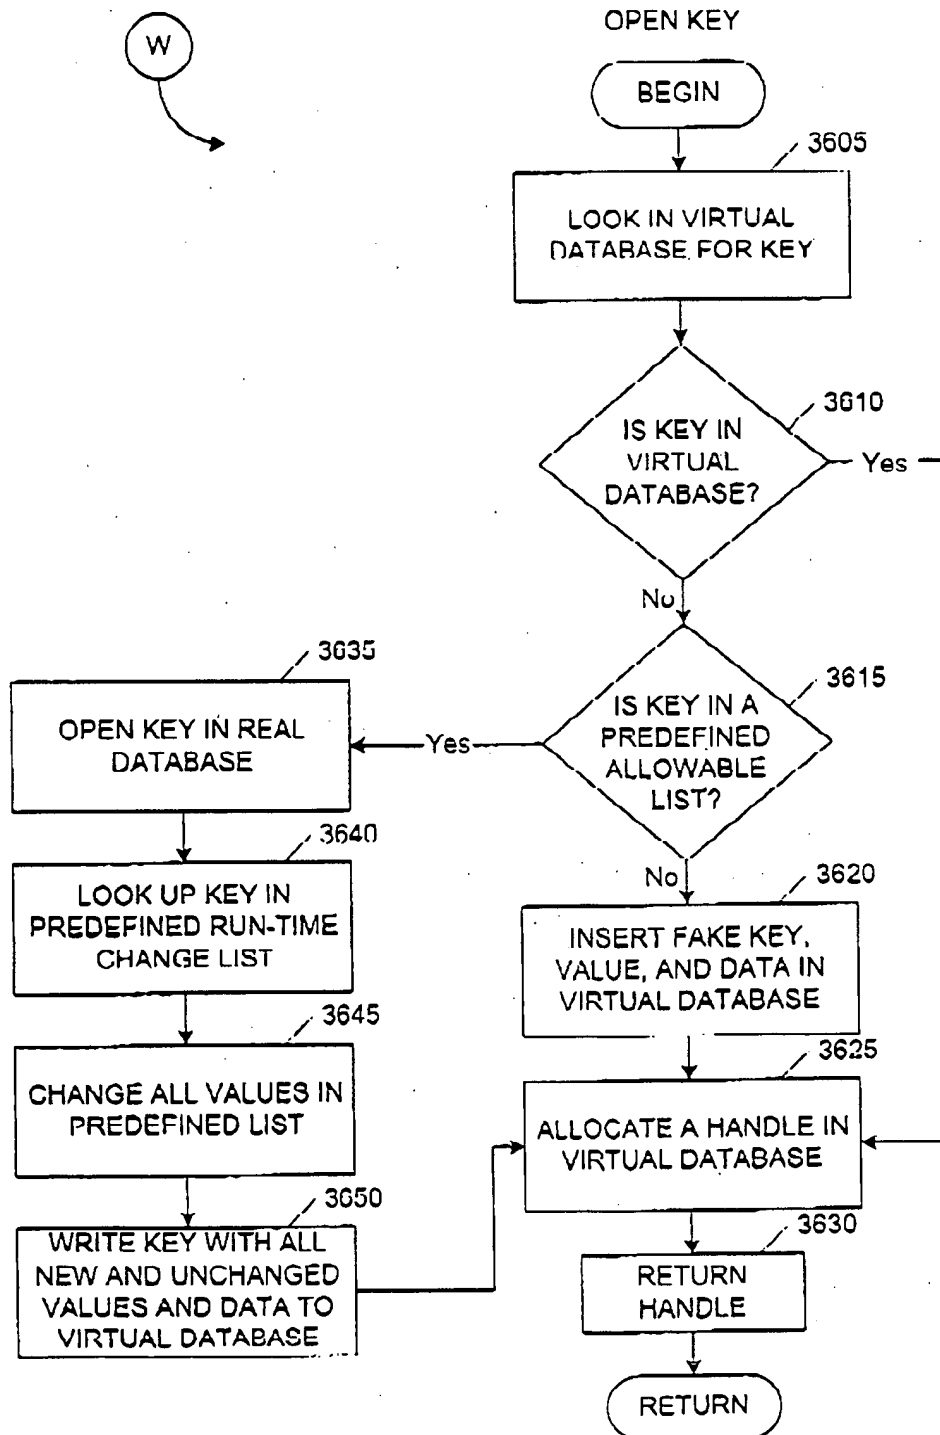 W
OPEN KEY
BEGIN
3605
LOOK IN VIRTUAL
DATABASE FOR KEY
3610
IS KEY IN
VIRTUAL
DATABASE?
Yes
No
3615
IS KEY IN A
PREDEFINED
ALLOWABLE
LIST?
Yes
No
3635
OPEN KEY IN REAL
DATABASE
3640
LOOK UP KEY IN
PREDEFINED RUN-TIME
CHANGE LIST
3645
CHANGE ALL VALUES IN
PREDEFINED LIST
3650
WRITE KEY WITH ALL
NEW AND UNCHANGED
VALUES AND DATA TO
VIRTUAL DATABASE
3620
INSERT FAKE KEY,
VALUE, AND DATA IN
VIRTUAL DATABASE
3625
ALLOCATE A HANDLE IN
VIRTUAL DATABASE
3630
RETURN
HANDLE
RETURN